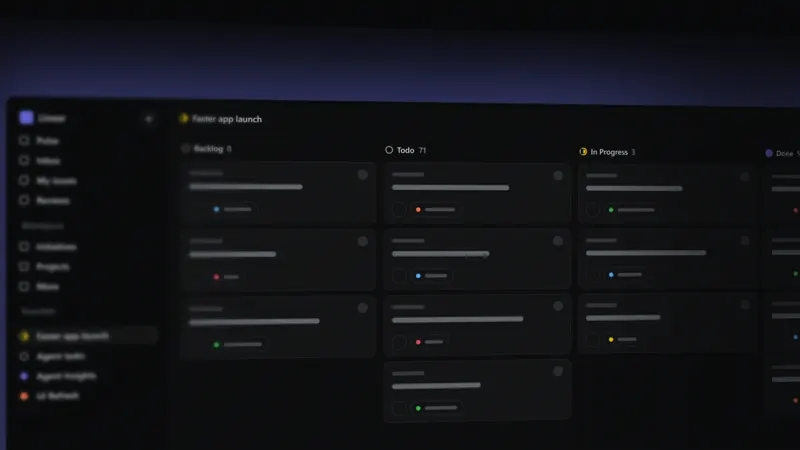 Linear
Pulse
Inbox
My issues
Reviews
Workspace
Initiatives
Projects
More
Favorites
Faster app launch
Agent tasks
Agent Insights
UI Refresh
Faster app launch
Backlog 8
Todo 71
In Progress 3
Done